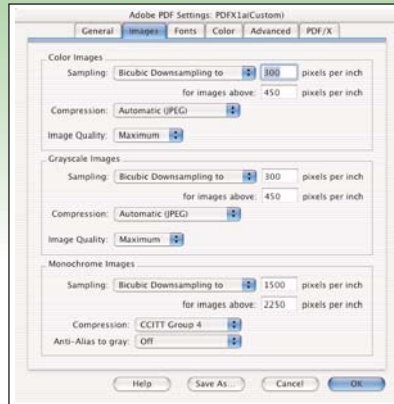 Adobe PDF Settings: PDFX1a(Custom)
General Images Fonts Color Advanced PDF/X
Color Images
Sampling: Bicubic Downsampling to 300 pixels per inch
for images above: 450 pixels per inch
Compression: Automatic (JPEG)
Image Quality: Maximum
Grayscale Images
Sampling: Bicubic Downsampling to 300 pixels per inch
for images above: 450 pixels per inch
Compression: Automatic (JPEG)
Image Quality: Maximum
Monochrome Images
Sampling: Bicubic Downsampling to 1500 pixels per inch
for images above: 2250 pixels per inch
Compression: CCITT Group 4
Anti-Alias to gray: Off
Help Save As... Cancel OK